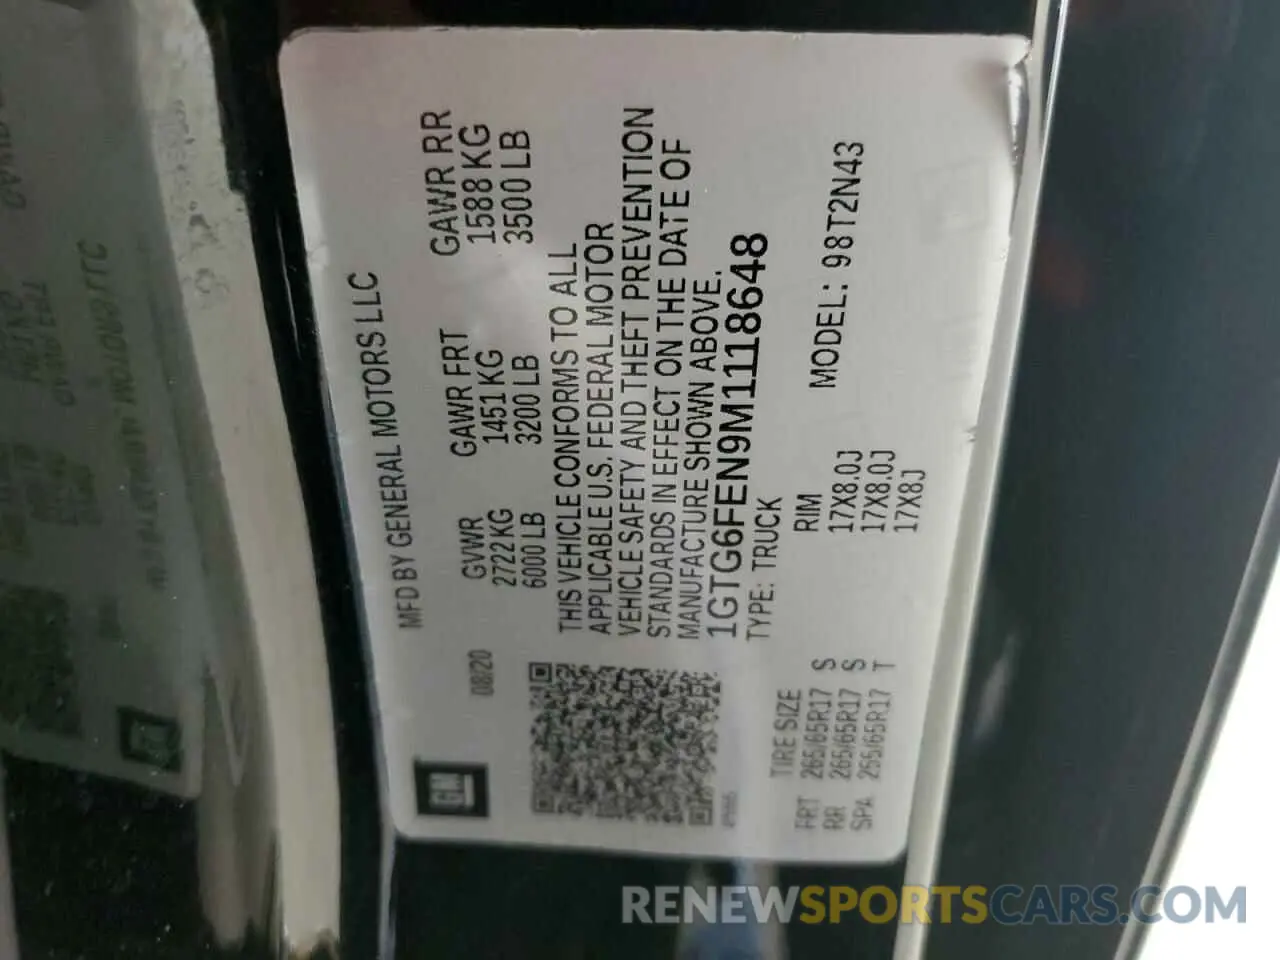 MFD BY GENERAL MOTORS LLC
GM
08/20
GVWR GAWR FRT GAWR RR
2722 KG 1451 KG 1588 KG
6000 LB 3200 LB 3500 LB
THIS VEHICLE CONFORMS TO ALL
APPLICABLE U.S. FEDERAL MOTOR
VEHICLE SAFETY AND THEFT PREVENTION
STANDARDS IN EFFECT ON THE DATE OF
MANUFACTURE SHOWN ABOVE.
1GTG6FEN9M1118648
TYPE: TRUCK
MODEL: 98T2N43
TIRE SIZE RIM
FRT 265/65R17 S 17X8.0J
RR 265/65R17 S 17X8.0J
SPA 255/65R17 T 17X8J
RENEWSPORTSCARS.COM